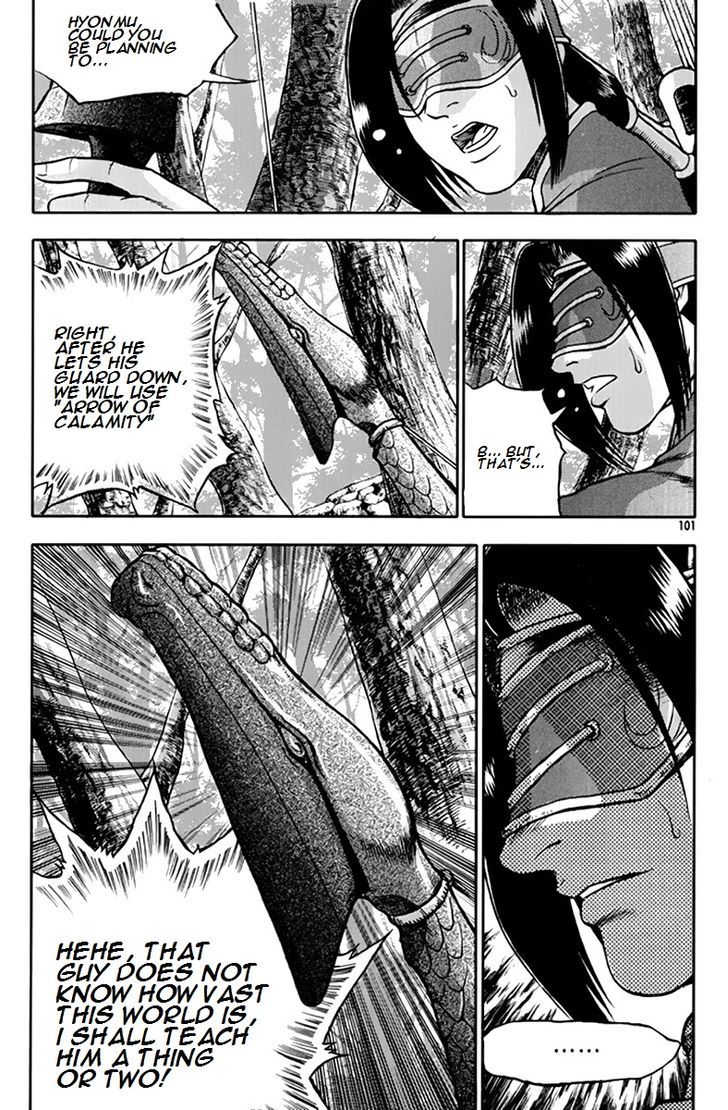 HYONMU,
COULD YOU
BE PLANNING
TO...
RIGHT,
AFTER HE
LETS HIS
GUARD DOWN,
WE WILL USE
"ARROW OF
CALAMITY"
B... BUT,
THAT'S...
101
HEHE, THAT
GUY DOES NOT
KNOW HOW VAST
THIS WORLD IS,
I SHALL TEACH
HIM A THING
OR TWO!
......